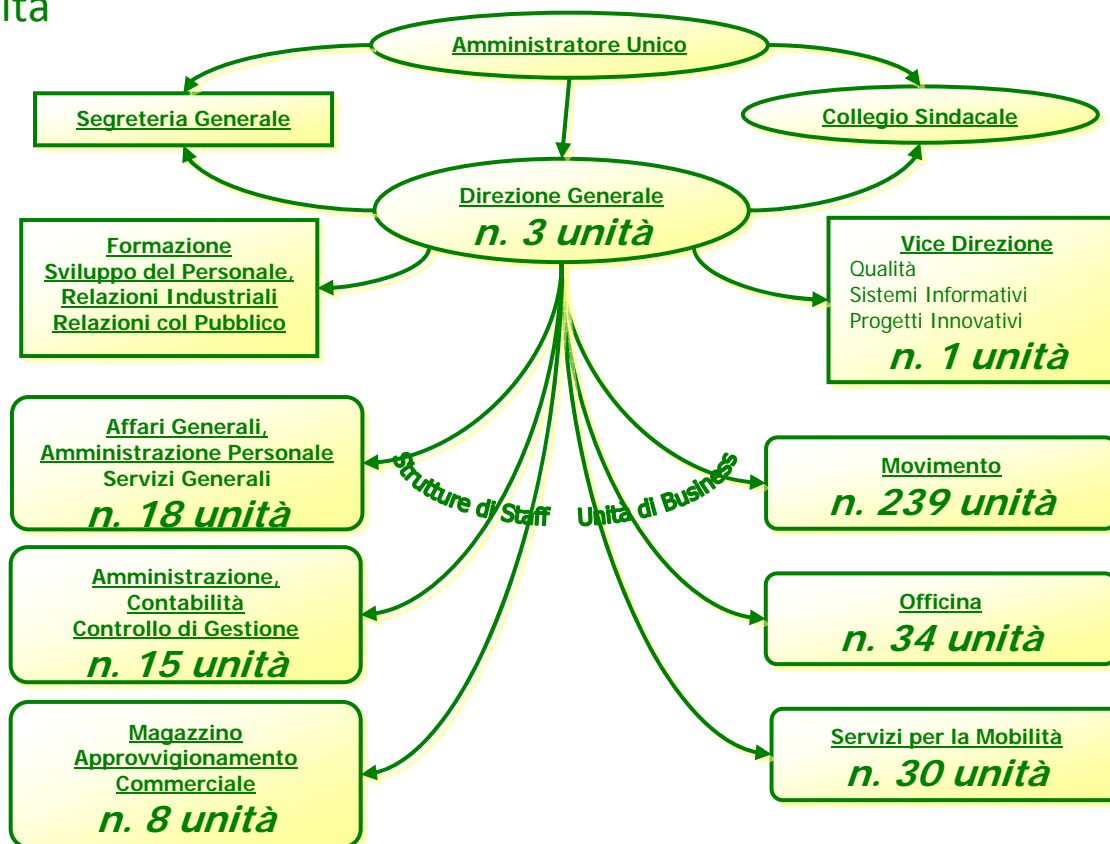 ità
Amministratore Unico
Segreteria Generale
Collegio Sindacale
Direzione Generale
n. 3 unità
Formazione
Sviluppo del Personale,
Relazioni Industriali
Relazioni col Pubblico
Vice Direzione
Qualità
Sistemi Informativi
Progetti Innovativi
n. 1 unità
Affari Generali,
Amministrazione Personale
Servizi Generali
n. 18 unità
Strutture di Staff
Unità di Business
Movimento
n. 239 unità
Amministrazione,
Contabilità
Controllo di Gestione
n. 15 unità
Officina
n. 34 unità
Magazzino
Approvvigionamento
Commerciale
n. 8 unità
Servizi per la Mobilità
n. 30 unità